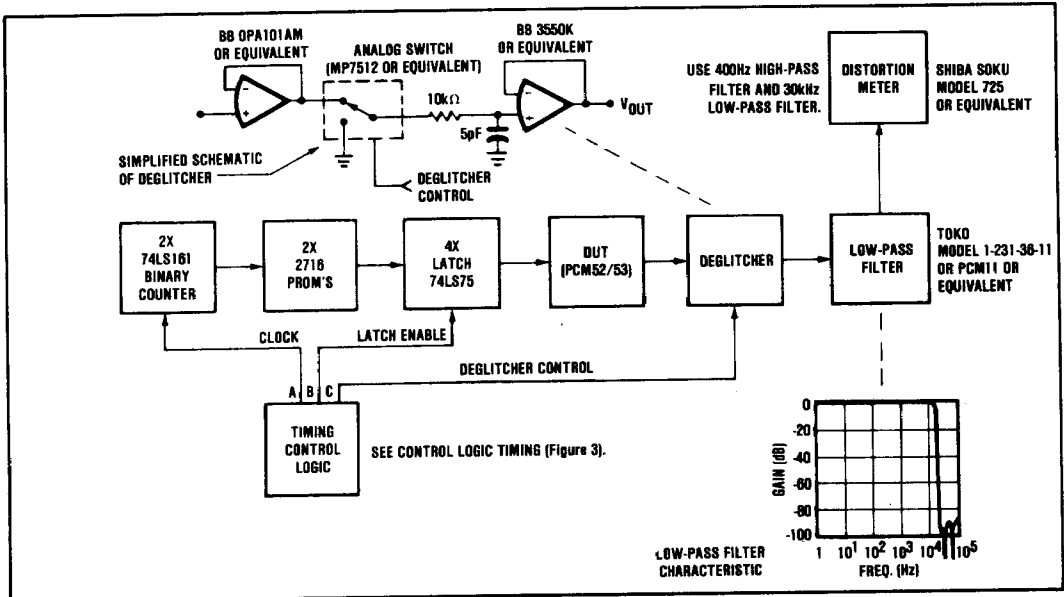 BB OPA101AM
OR EQUIVALENT
ANALOG SWITCH
(MP7512 OR EQUIVALENT)
BB 3550K
OR EQUIVALENT
-
+
10kΩ
5pF
-
+
VOUT
SIMPLIFIED SCHEMATIC
OF DEGLITCHER
DEGLITCHER
CONTROL
USE 400Hz HIGH-PASS
FILTER AND 30kHz
LOW-PASS FILTER.
DISTORTION
METER
SHIBA SOKU
MODEL 725
OR EQUIVALENT
2X
74LS161
BINARY
COUNTER
2X
2716
PROM'S
4X
LATCH
74LS75
DUT
(PCM52/53)
DEGLITCHER
LOW-PASS
FILTER
TOKO
MODEL 1-231-36-11
OR PCM11 OR
EQUIVALENT
CLOCK
LATCH ENABLE
DEGLITCHER CONTROL
A B C
TIMING
CONTROL
LOGIC
SEE CONTROL LOGIC TIMING (Figure 3).
GAIN (dB)
0
-20
-40
-60
-80
-100
1 10¹ 10² 10³ 10⁴ 10⁵
FREQ. (Hz)
LOW-PASS FILTER
CHARACTERISTIC